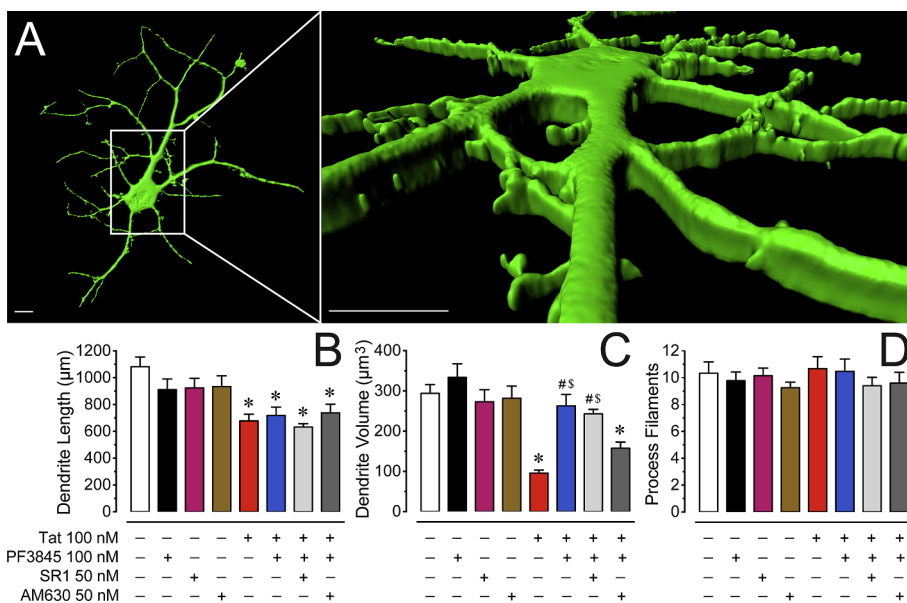 A
B
C
D
Dendrite Length (µm)
1200
1000
800
600
400
200
0
* * * *
Dendrite Volume (µm³)
400
300
200
100
0
* #$ #$ *
Process Filaments
12
10
8
6
4
2
0
Tat 100 nM – – – – + + + + – – – – + + + + – – – – + + + +
PF3845 100 nM – + – – – + + + – + – – – + + + – + – – – + + +
SR1 50 nM – – + – – – + – – – + – – – + – – – + – – – + –
AM630 50 nM – – – + – – – + – – – + – – – + – – – + – – – +